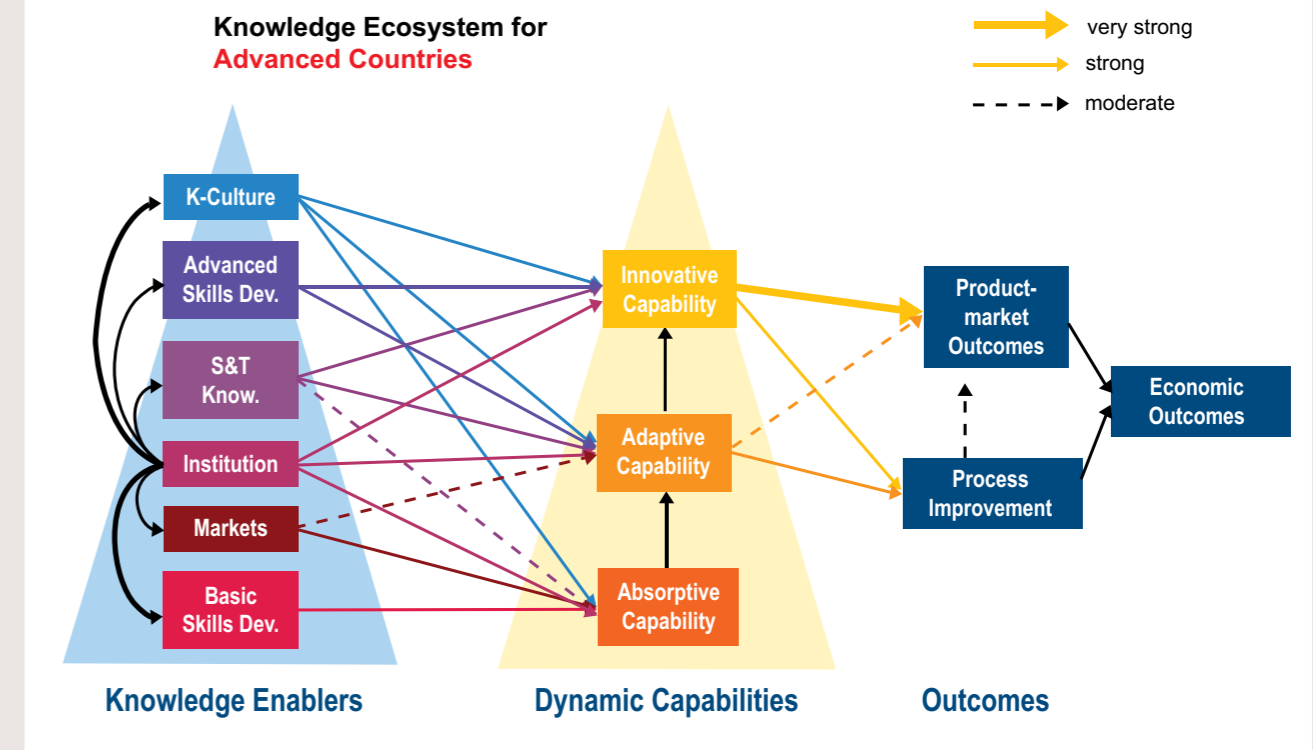 Knowledge Ecosystem for
Advanced Countries
very strong
strong
moderate
K-Culture
Advanced
Skills Dev.
S&T
Know.
Institution
Markets
Basic
Skills Dev.
Innovative
Capability
Adaptive
Capability
Absorptive
Capability
Product-
market
Outcomes
Process
Improvement
Economic
Outcomes
Knowledge Enablers
Dynamic Capabilities
Outcomes